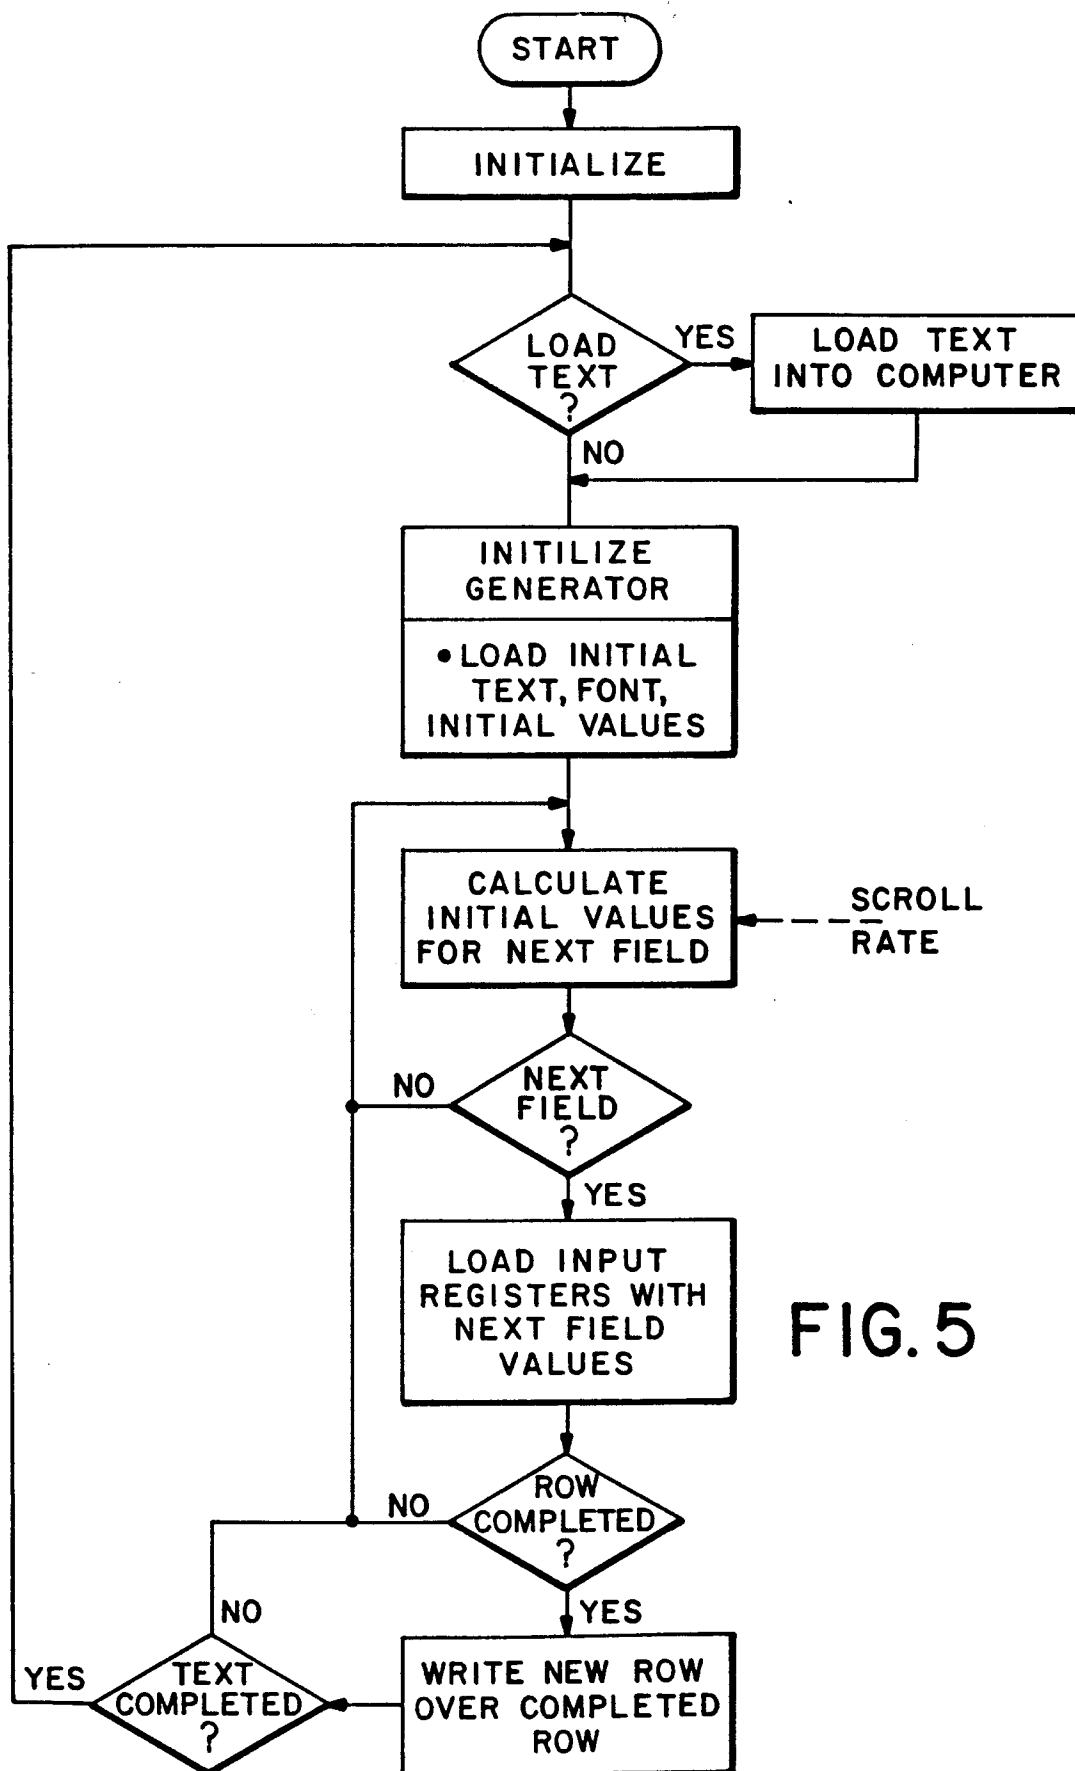 START
INITIALIZE
LOAD
TEXT
?
YES
LOAD TEXT
INTO COMPUTER
NO
INITILIZE
GENERATOR
• LOAD INITIAL
TEXT, FONT,
INITIAL VALUES
CALCULATE
INITIAL VALUES
FOR NEXT FIELD
SCROLL
RATE
NEXT
FIELD
?
NO
YES
LOAD INPUT
REGISTERS WITH
NEXT FIELD
VALUES
FIG. 5
ROW
COMPLETED
?
NO
YES
WRITE NEW ROW
OVER COMPLETED
ROW
TEXT
COMPLETED
?
NO
YES